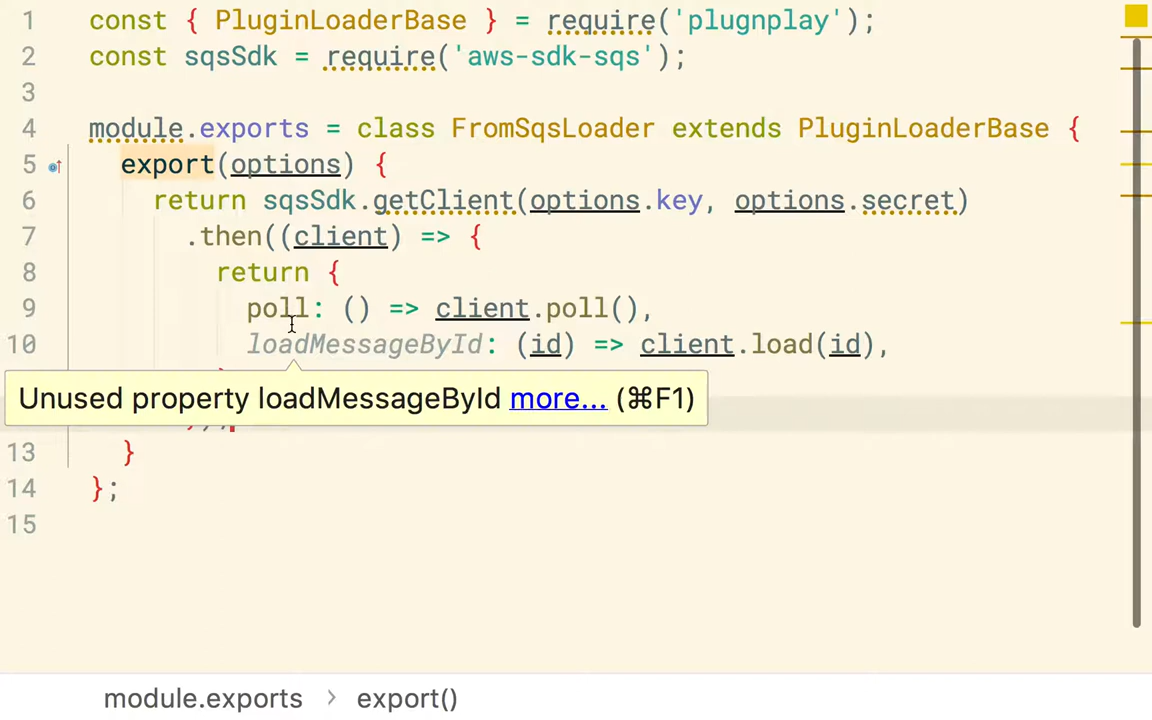 1 const { PluginLoaderBase } = require('plugnplay');
2 const sqsSdk = require('aws-sdk-sqs');
3
4 module.exports = class FromSqsLoader extends PluginLoaderBase {
5 export(options) {
6 return sqsSdk.getClient(options.key, options.secret)
7 .then((client) => {
8 return {
9 poll: () => client.poll(),
10 loadMessageById: (id) => client.load(id),
Unused property loadMessageById more... (⌘F1)
13 }
14 };
15
module.exports > export()